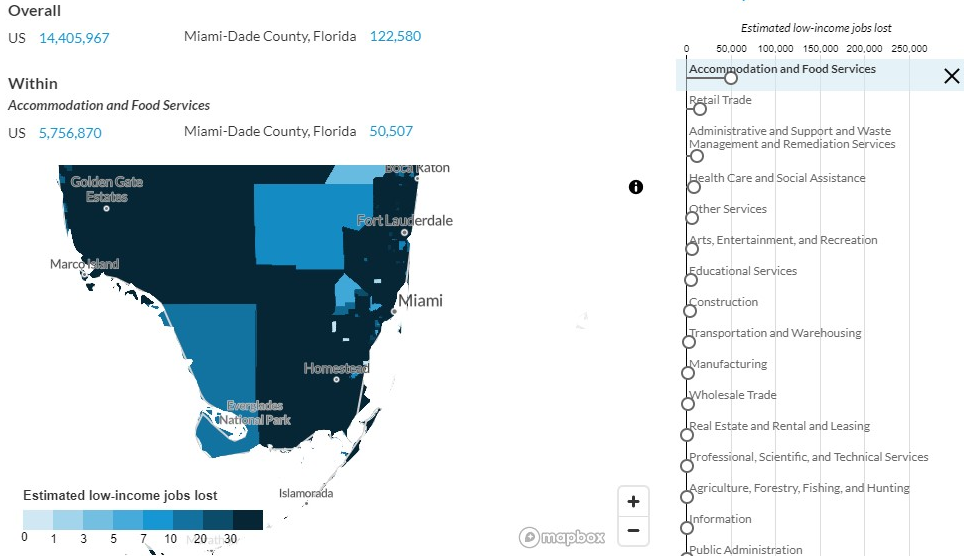 Overall
US 14,405,967 Miami-Dade County, Florida 122,580
Within
Accommodation and Food Services
US 5,756,870 Miami-Dade County, Florida 50,507
Boca Raton
Golden Gate
Estates
Fort Lauderdale
Marco Island
Miami
Homestead
Everglades
National Park
Islamorada
Estimated low-income jobs lost
0 1 3 5 7 10 20 30
mapbox
+
−
Estimated low-income jobs lost
0 50,000 100,000 150,000 200,000 250,000
Accommodation and Food Services
Retail Trade
Administrative and Support and Waste
Management and Remediation Services
Health Care and Social Assistance
Other Services
Arts, Entertainment, and Recreation
Educational Services
Construction
Transportation and Warehousing
Manufacturing
Wholesale Trade
Real Estate and Rental and Leasing
Professional, Scientific, and Technical Services
Agriculture, Forestry, Fishing, and Hunting
Information
Public Administration